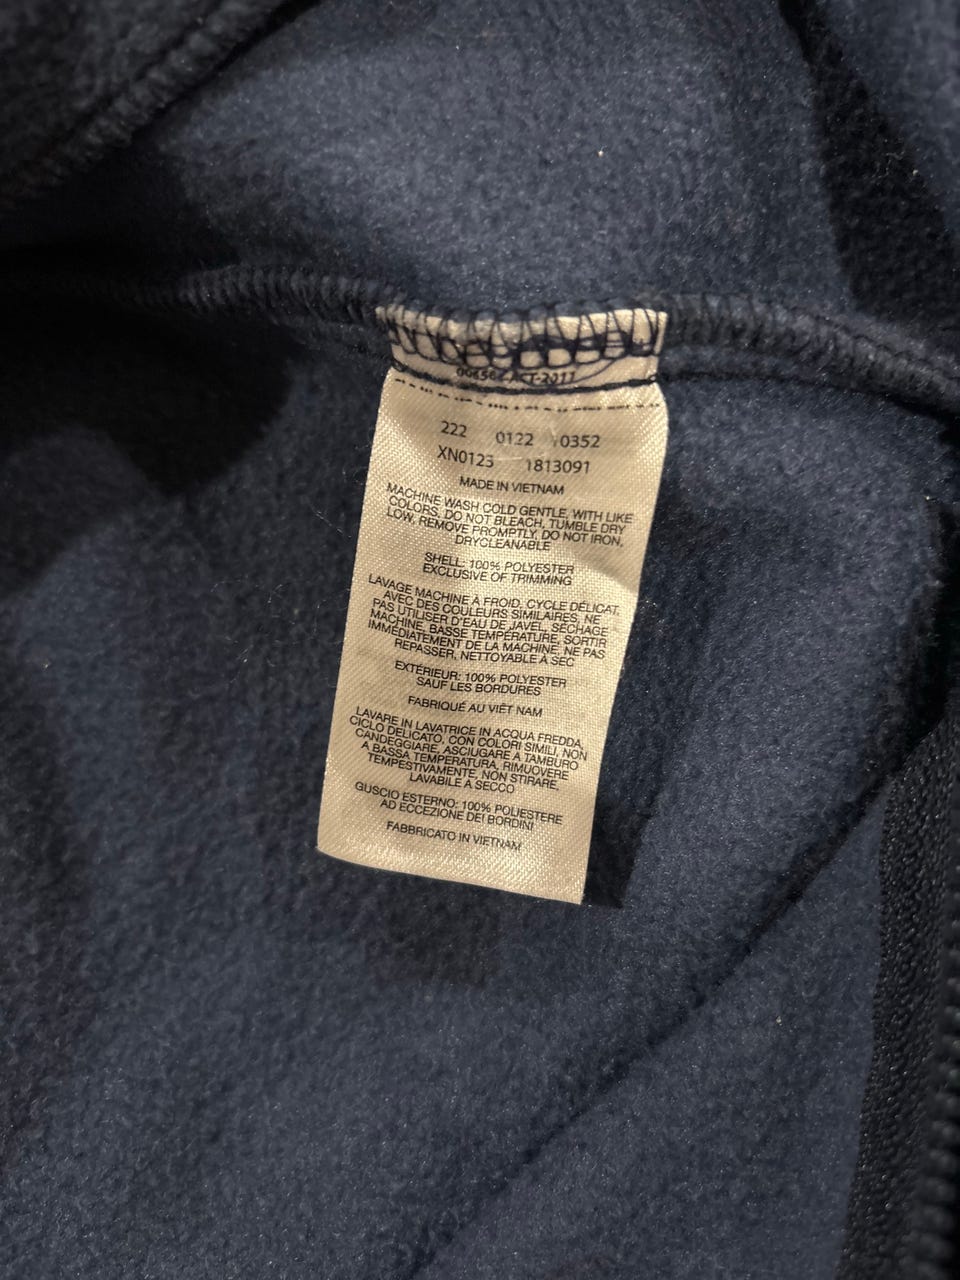 222 0122 10352
XN0123 1813091
MADE IN VIETNAM
MACHINE WASH COLD GENTLE, WITH LIKE
COLORS, DO NOT BLEACH, TUMBLE DRY
LOW, REMOVE PROMPTLY, DO NOT IRON,
DRYCLEANABLE
SHELL: 100% POLYESTER
EXCLUSIVE OF TRIMMING
LAVAGE MACHINE À FROID, CYCLE DÉLICAT,
AVEC DES COULEURS SIMILAIRES, NE
PAS UTILISER D'EAU DE JAVEL, SÉCHAGE
MACHINE, BASSE TEMPÉRATURE, SORTIR
IMMÉDIATEMENT DE LA MACHINE, NE PAS
REPASSER, NETTOYABLE À SEC
EXTÉRIEUR: 100% POLYESTER
SAUF LES BORDURES
FABRIQUÉ AU VIÊT NAM
LAVARE IN LAVATRICE IN ACQUA FREDDA,
CICLO DELICATO, CON COLORI SIMILI, NON
CANDEGGIARE, ASCIUGARE A TAMBURO
A BASSA TEMPERATURA, RIMUOVERE
TEMPESTIVAMENTE, NON STIRARE,
LAVABILE A SECCO
GUSCIO ESTERNO: 100% POLIESTERE
AD ECCEZIONE DEI BORDINI
FABBRICATO IN VIETNAM